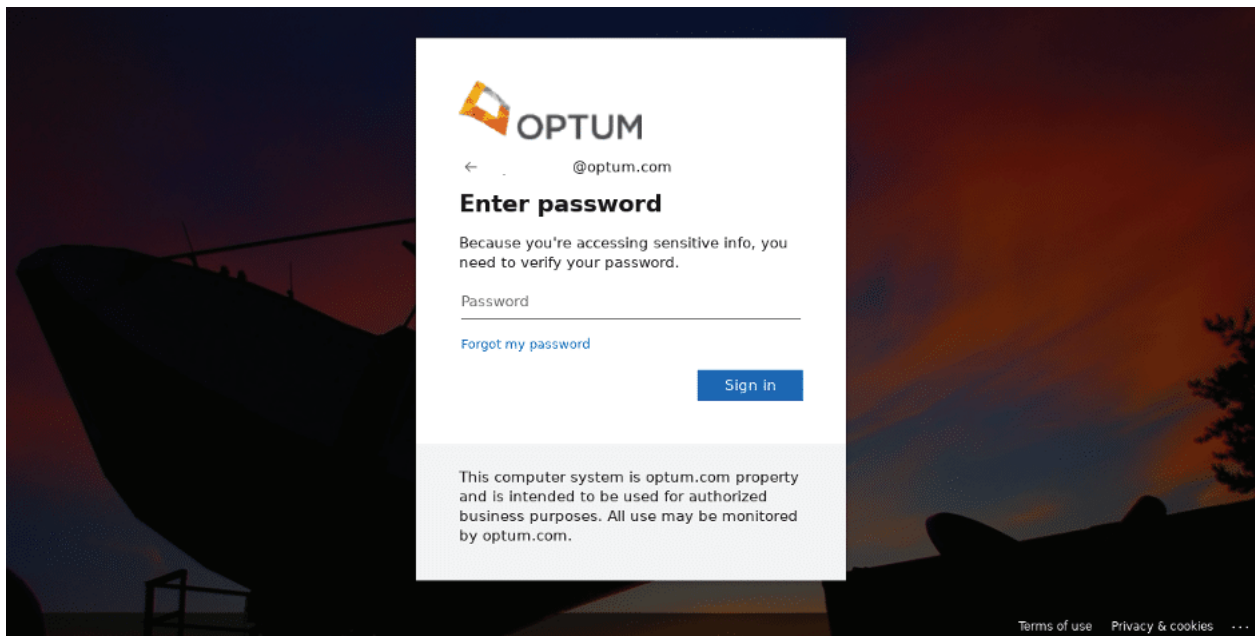 OPTUM
@optum.com
Enter password
Because you're accessing sensitive info, you
need to verify your password.
Password
Forgot my password
Sign in
This computer system is optum.com property
and is intended to be used for authorized
business purposes. All use may be monitored
by optum.com.
Terms of use Privacy & cookies ...